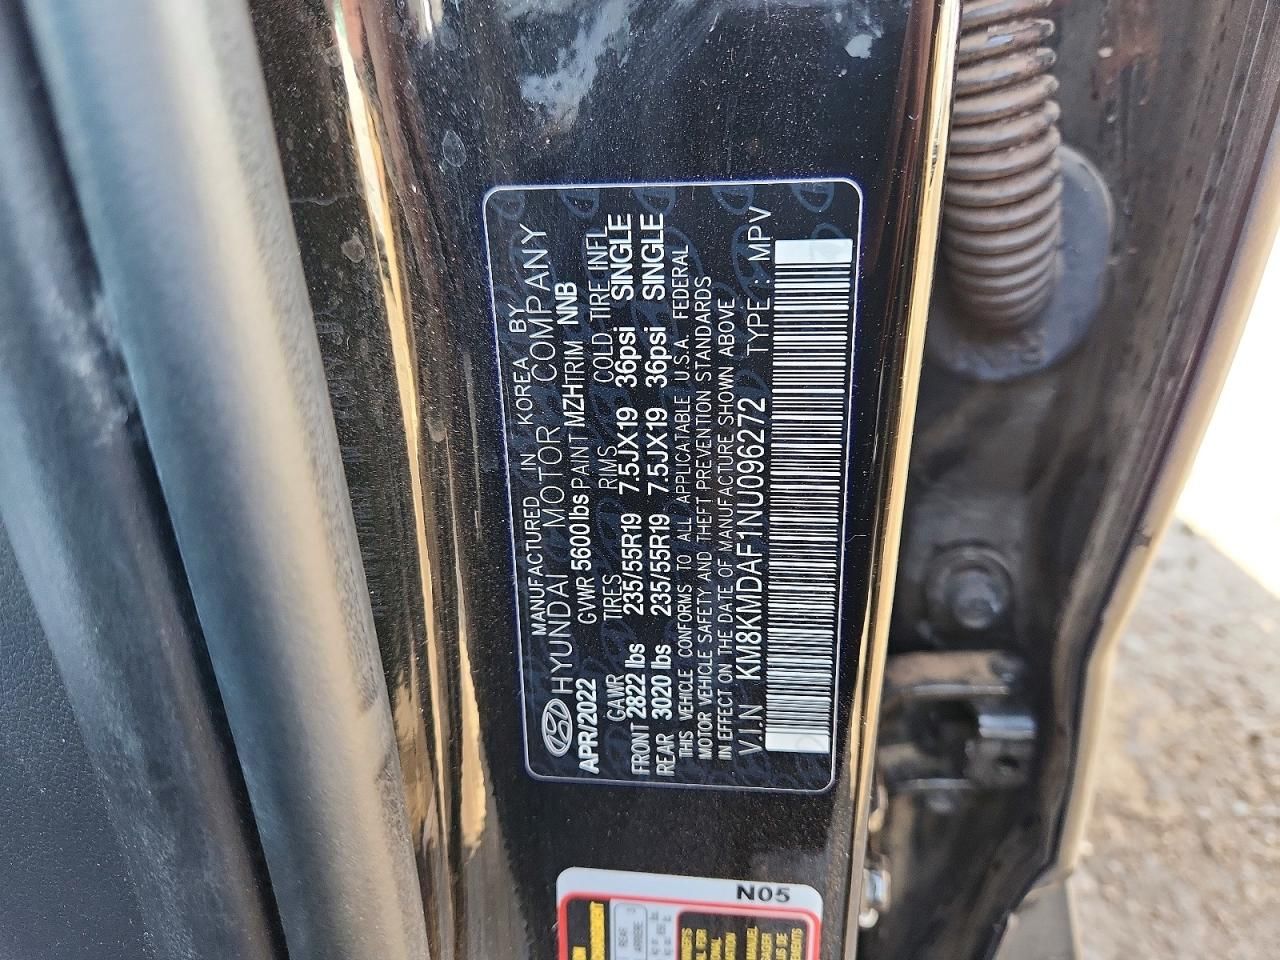 MANUFACTURED IN KOREA BY
HYUNDAI MOTOR COMPANY
APR/2022 GVWR 5600lbs PAINT MZH TRIM NNB
GAWR TIRES RIMS COLD TIRE INFL
FRONT 2822 lbs 235/55R19 7.5JX19 36psi SINGLE
REAR 3020 lbs 235/55R19 7.5JX19 36psi SINGLE
THIS VEHICLE CONFORMS TO ALL APPLICATABLE U.S.A. FEDERAL
MOTOR VEHICLE SAFETY AND THEFT PREVENTION STANDARDS
IN EFFECT ON THE DATE OF MANUFACTURE SHOWN ABOVE
V.I.N KM8KMDAF1NU096272 TYPE : MPV
N05
REAR
ARRIÈRE